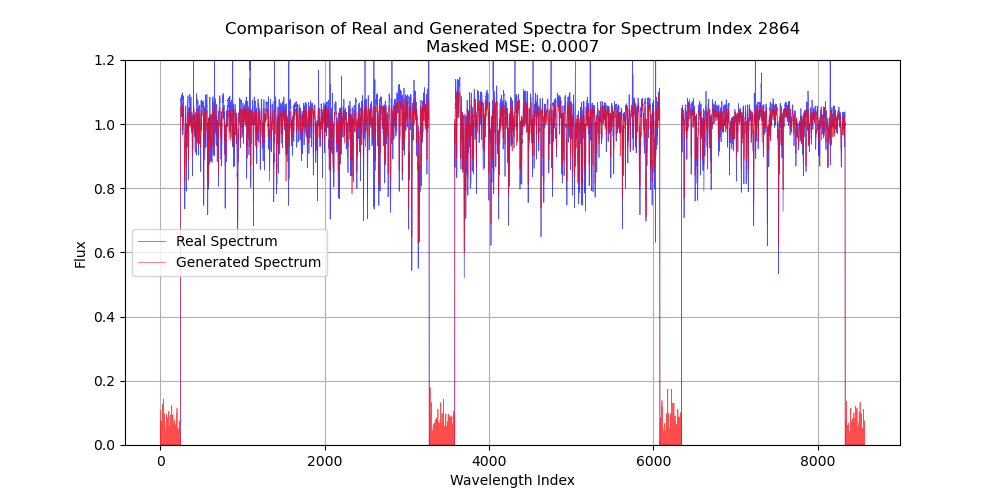 Comparison of Real and Generated Spectra for Spectrum Index 2864
Masked MSE: 0.0007
1.2
1.0
0.8
0.6
0.4
0.2
0.0
Flux
Real Spectrum
Generated Spectrum
0 2000 4000 6000 8000
Wavelength Index